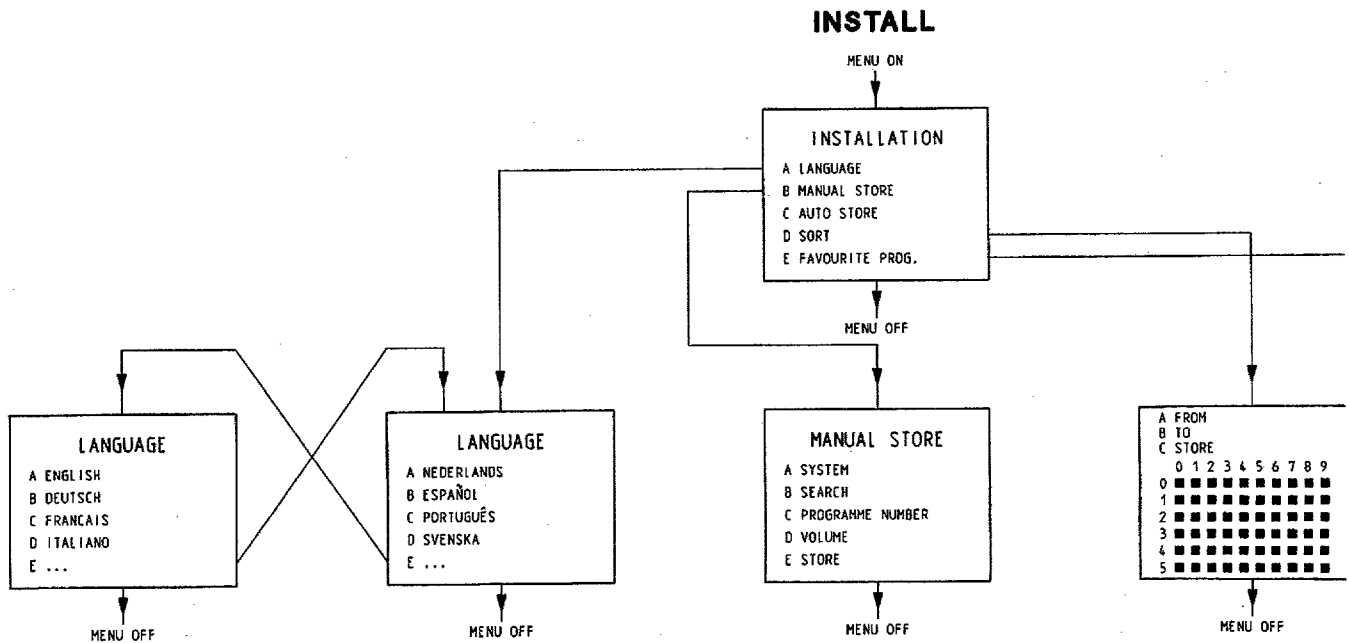 INSTALL
MENU ON
INSTALLATION
A LANGUAGE
B MANUAL STORE
C AUTO STORE
D SORT
E FAVOURITE PROG.
MENU OFF
LANGUAGE
A ENGLISH
B DEUTSCH
C FRANCAIS
D ITALIANO
E ...
MENU OFF
LANGUAGE
A NEDERLANDS
B ESPAÑOL
C PORTUGUÊS
D SVENSKA
E ...
MENU OFF
MANUAL STORE
A SYSTEM
B SEARCH
C PROGRAMME NUMBER
D VOLUME
E STORE
MENU OFF
A FROM
B TO
C STORE
0 1 2 3 4 5 6 7 8 9
0
1
2
3
4
5
MENU OFF